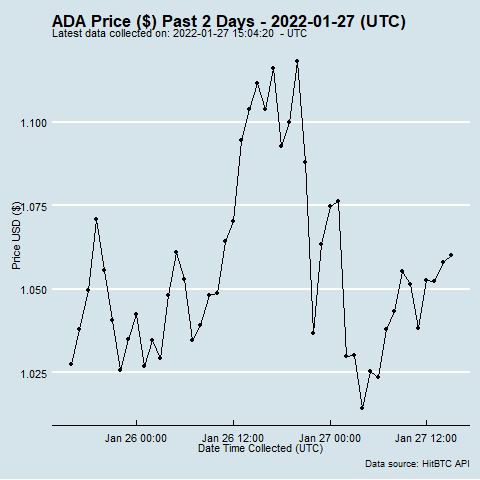 ADA Price ($) Past 2 Days - 2022-01-27 (UTC)
Latest data collected on: 2022-01-27 15:04:20 - UTC
1.100
1.075
1.050
1.025
Price USD ($)
Jan 26 00:00 Jan 26 12:00 Jan 27 00:00 Jan 27 12:00
Date Time Collected (UTC)
Data source: HitBTC API